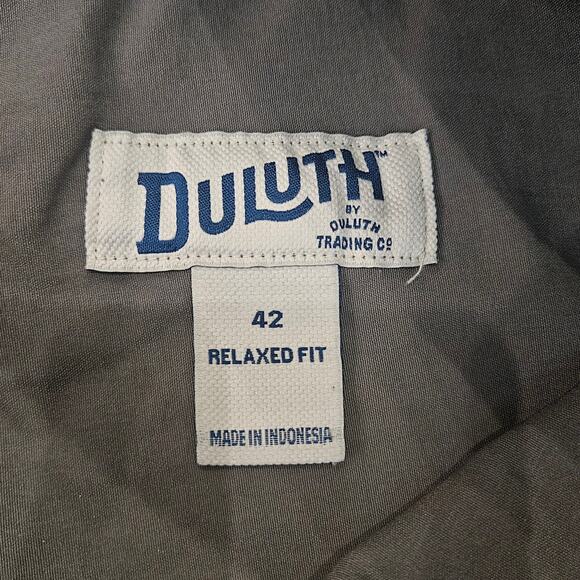 DULUTH™
BY
DULUTH
TRADING Cº
42
RELAXED FIT
MADE IN INDONESIA